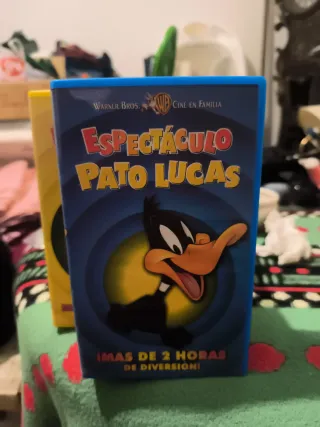 WARNER BROS. CINE EN FAMILIA
ESPECTÁCULO
PATO LUCAS
¡MAS DE 2 HORAS
DE DIVERSION!